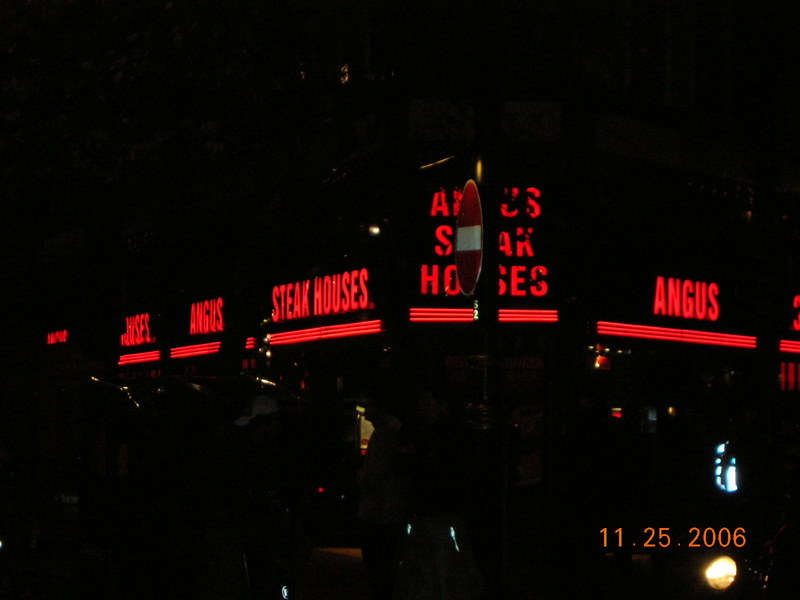 ANGUS
STEAK HOUSES
ANGUS
STEAK
HOUSES
ANGUS
11.25.2006